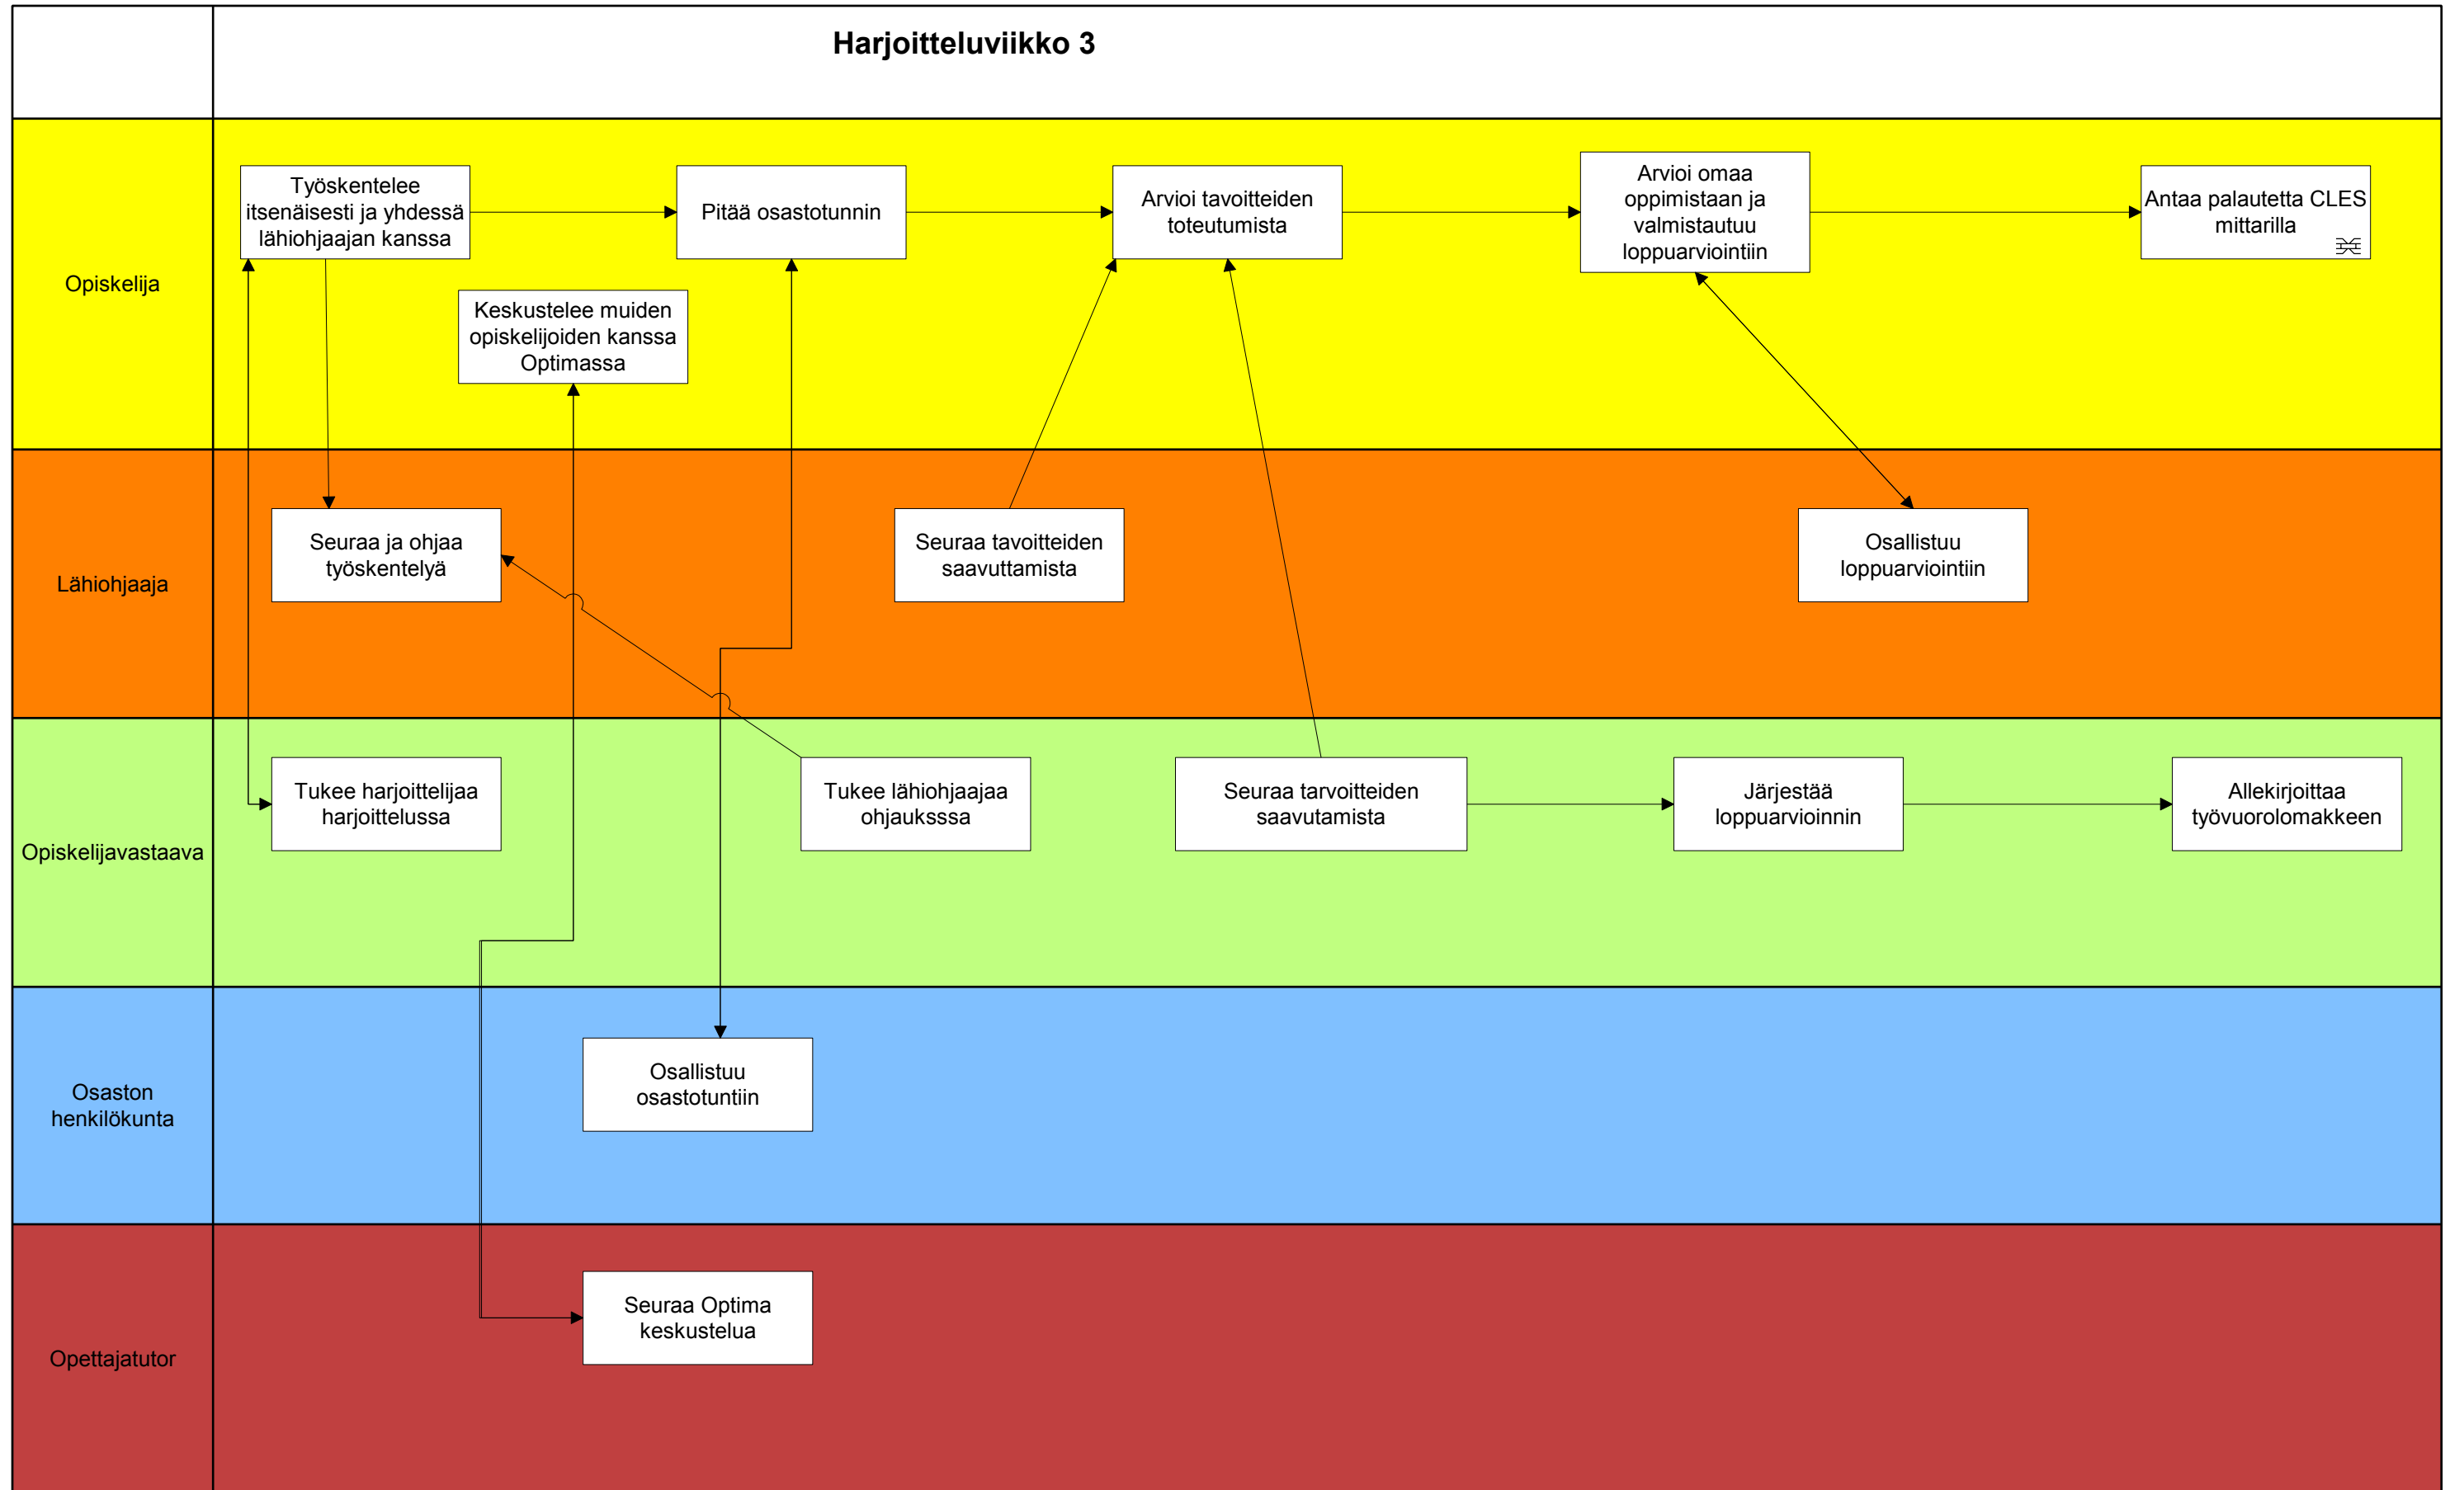 Harjoitteluviikko 3
Opiskelija
Työskentelee
itsenäisesti ja yhdessä
lähiohjaajan kanssa
Pitää osastotunnin
Arvioi tavoitteiden
toteutumista
Arvioi omaa
oppimistaan ja
valmistautuu
loppuarviointiin
Antaa palautetta CLES
mittarilla
Keskustelee muiden
opiskelijoiden kanssa
Optimassa
Lähiohjaaja
Seuraa ja ohjaa
työskentelyä
Seuraa tavoitteiden
saavuttamista
Osallistuu
loppuarviointiin
Opiskelijavastaava
Tukee harjoittelijaa
harjoittelussa
Tukee lähiohjaajaa
ohjauksssa
Seuraa tarvoitteiden
saavutamista
Järjestää
loppuarvioinnin
Allekirjoittaa
työvuorolomakkeen
Osaston
henkilökunta
Osallistuu
osastotuntiin
Opettajatutor
Seuraa Optima
keskustelua